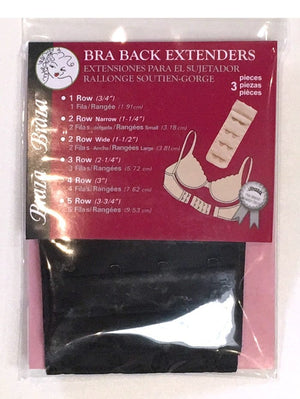 BRA BACK EXTENDERS
EXTENSIONES PARA EL SUJETADOR
RALLONGE SOUTIEN-GORGE
pieces
3 piezas
pièces
Braza Braza
• 1 Row (3/4")
1 Fila/Rangée (1.91cm)
• 2 Row Narrow (1-1/4")
2 Filas-delgada/Rangées Small (3.18 cm)
• 2 Row Wide (1-1/2")
2 Filas-Ancha/Rangées Large (3.81cm)
• 3 Row (2-1/4")
3 Filas/Rangées (5.72 cm)
4 Row (3")
4 Filas/Rangées (7.62 cm)
5 Row (3-3/4")
5 Filas/Rangées (9.53 cm)